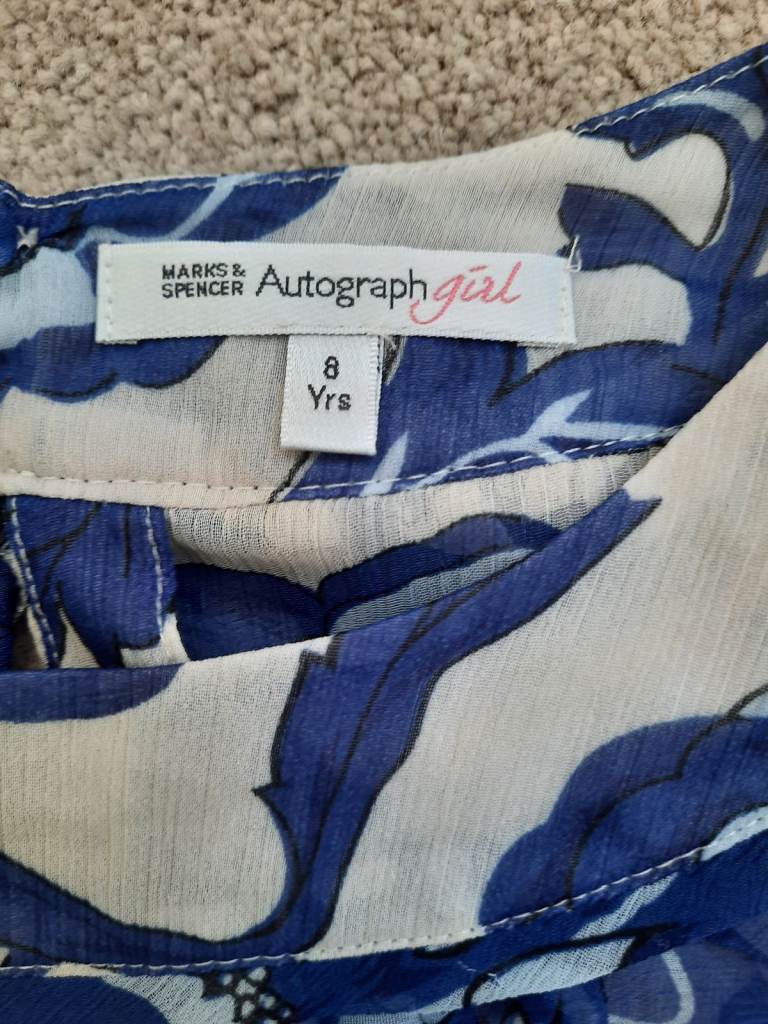 MARKS &
SPENCER Autograph girl
8
Yrs